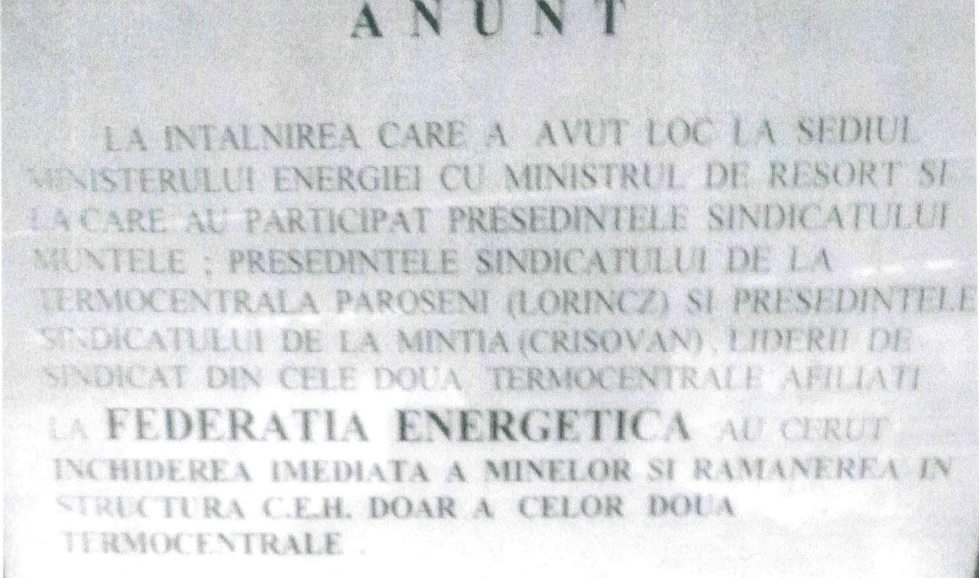 ANUNT
LA INTALNIREA CARE A AVUT LOC LA SEDIUL
MINISTERULUI ENERGIEI CU MINISTRUL DE RESORT SI
LA CARE AU PARTICIPAT PRESEDINTELE SINDICATULUI
MUNTELE ; PRESEDINTELE SINDICATULUI DE LA
TERMOCENTRALA PAROSENI (LORINCZ) SI PRESEDINTELE
SINDICATULUI DE LA MINTIA (CRISOVAN), LIDERII DE
SINDICAT DIN CELE DOUA TERMOCENTRALE AFILIATI
LA FEDERATIA ENERGETICA AU CERUT
INCHIDEREA IMEDIATA A MINELOR SI RAMANEREA IN
STRUCTURA C.E.H. DOAR A CELOR DOUA
TERMOCENTRALE .